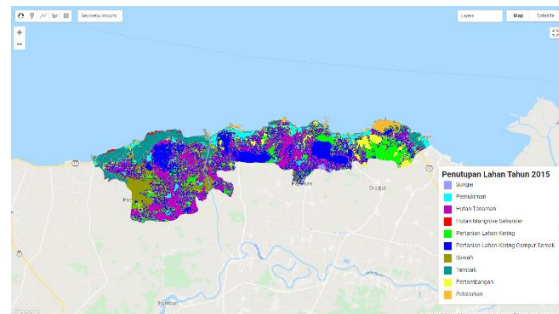 Geometry Imports
Layers
Map
Satellite
Penutupan Lahan Tahun 2015
Sungai
Pemukiman
Hutan Tanaman
Hutan Mangrove Sekunder
Pertanian Lahan Kering
Pertanian Lahan Kering Campur Semak
Sawah
Tambak
Pertambangan
Pelabuhan